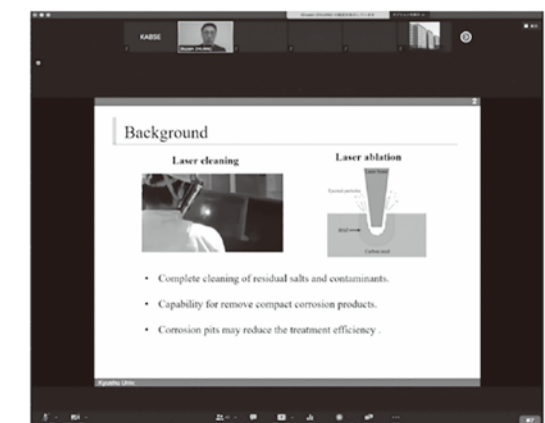 KABSE
2
Background
Laser cleaning
Laser ablation
Laser beam
Ejected particles
Carbon steel
• Complete cleaning of residual salts and contaminants.
• Capability for remove compact corrosion products.
• Corrosion pits may reduce the treatment efficiency .
Kyushu Univ.